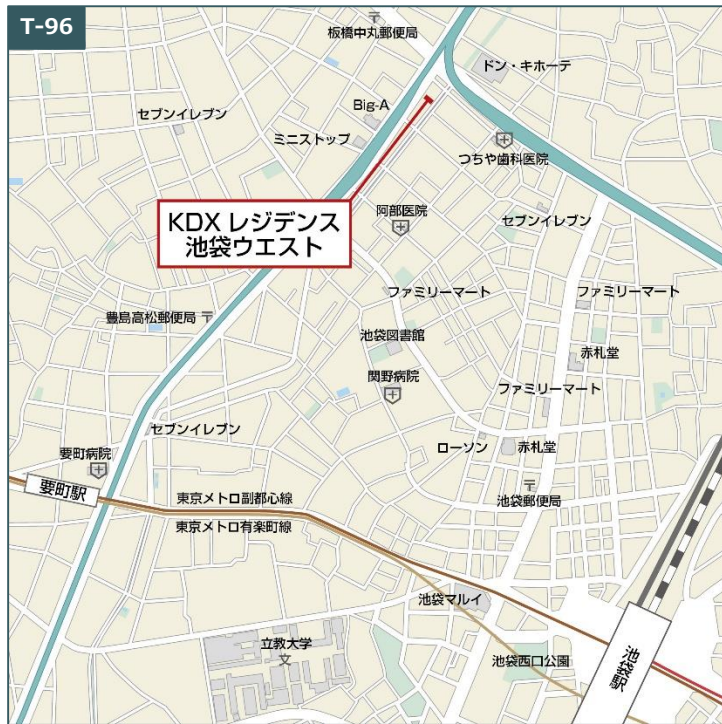 T-96
板橋中丸郵便局
ドン・キホーテ
Big-A
セブンイレブン
ミニストップ
つちや歯科医院
KDX レジデンス
池袋ウエスト
阿部医院
セブンイレブン
ファミリーマート
ファミリーマート
豊島高松郵便局
池袋図書館
赤札堂
関野病院
ファミリーマート
セブンイレブン
ローソン
赤札堂
要町病院
要町駅
東京メトロ副都心線
池袋郵便局
東京メトロ有楽町線
池袋マルイ
立教大学
文
池袋西口公園
池袋駅